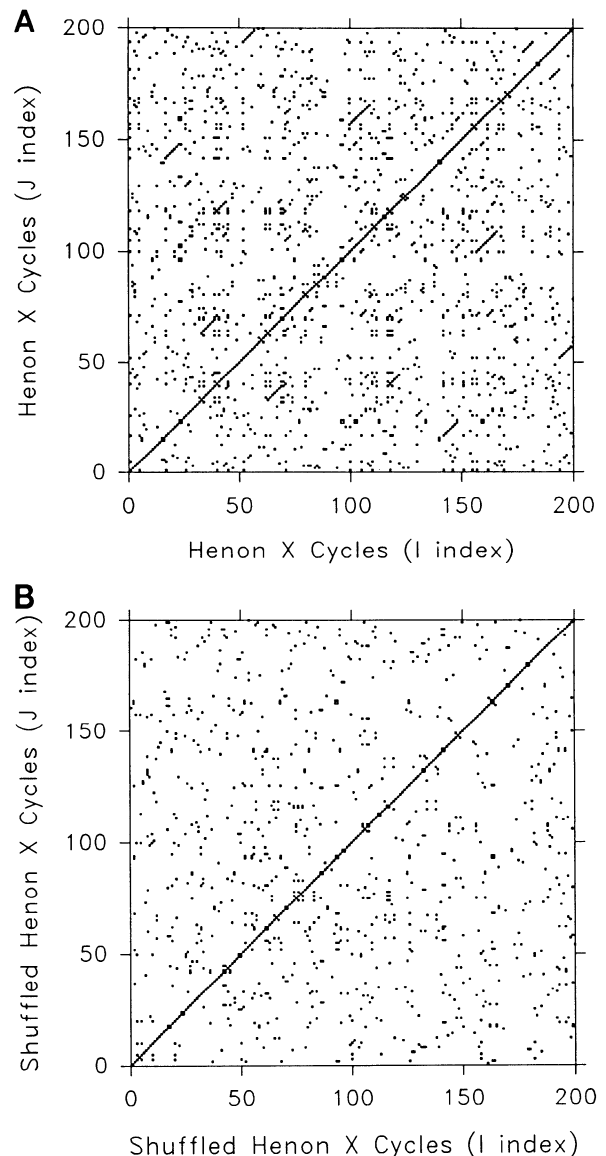 A
200
150
100
50
0
Henon X Cycles (J index)
0 50 100 150 200
Henon X Cycles (I index)
B
200
150
100
50
0
Shuffled Henon X Cycles (J index)
0 50 100 150 200
Shuffled Henon X Cycles (I index)